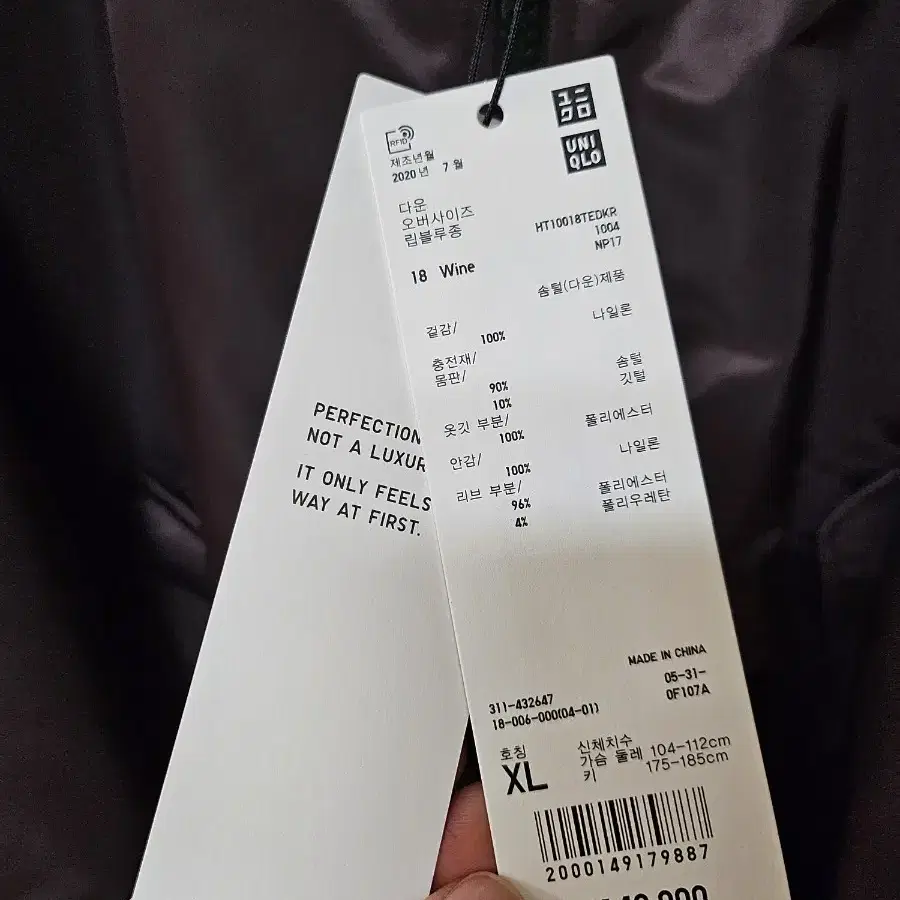 PERFECTION
NOT A LUXUR
IT ONLY FEELS
WAY AT FIRST.
RFID
ユニ
クロ
UNI
QLO
제조년월
2020년 7월
다운
오버사이즈
립블루종
HT10018TEDKR
1004
NP17
18 Wine
솜털(다운)제품
겉감/ 나일론
100%
충전재/
몸판/ 솜털
90% 깃털
10%
옷깃 부분/ 폴리에스터
100%
안감/ 나일론
100%
리브 부분/ 폴리에스터
96% 폴리우레탄
4%
MADE IN CHINA
05-31-
0F107A
311-432647
18-006-000(04-01)
호칭
XL
신체치수
가슴 둘레 104-112cm
키 175-185cm
2000149179887